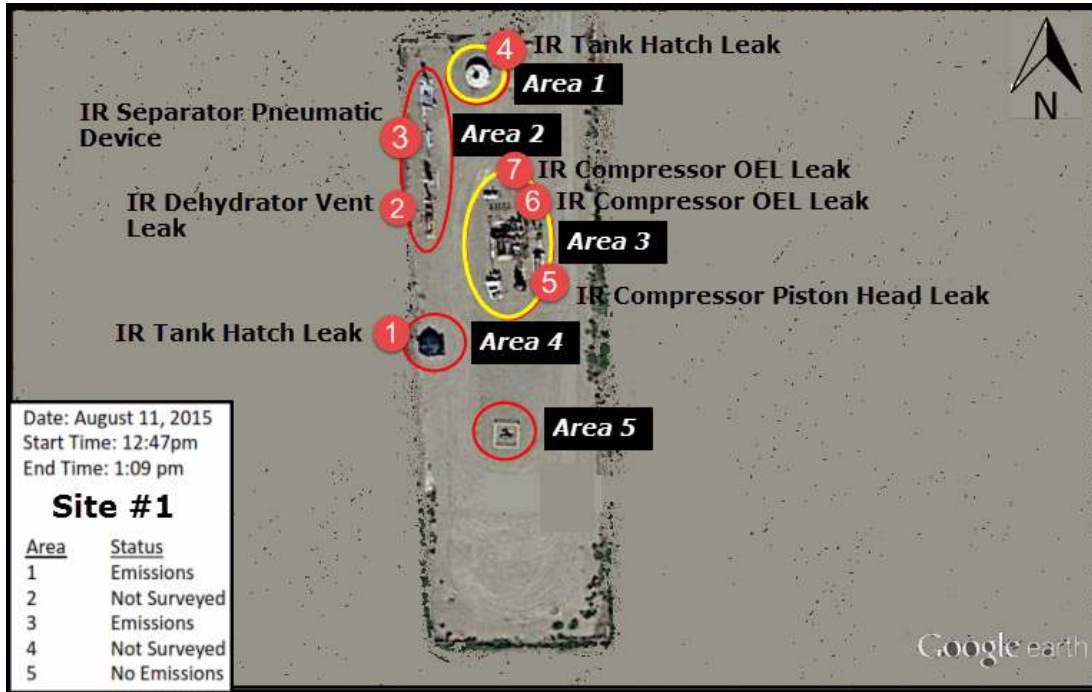 4 IR Tank Hatch Leak
Area 1
IR Separator Pneumatic
Device
3
Area 2
7 IR Compressor OEL Leak
IR Dehydrator Vent
Leak
2
6 IR Compressor OEL Leak
Area 3
5 IR Compressor Piston Head Leak
IR Tank Hatch Leak 1
Area 4
Area 5
N
Date: August 11, 2015
Start Time: 12:47pm
End Time: 1:09 pm
Site #1
Area Status
1 Emissions
2 Not Surveyed
3 Emissions
4 Not Surveyed
5 No Emissions
Google earth